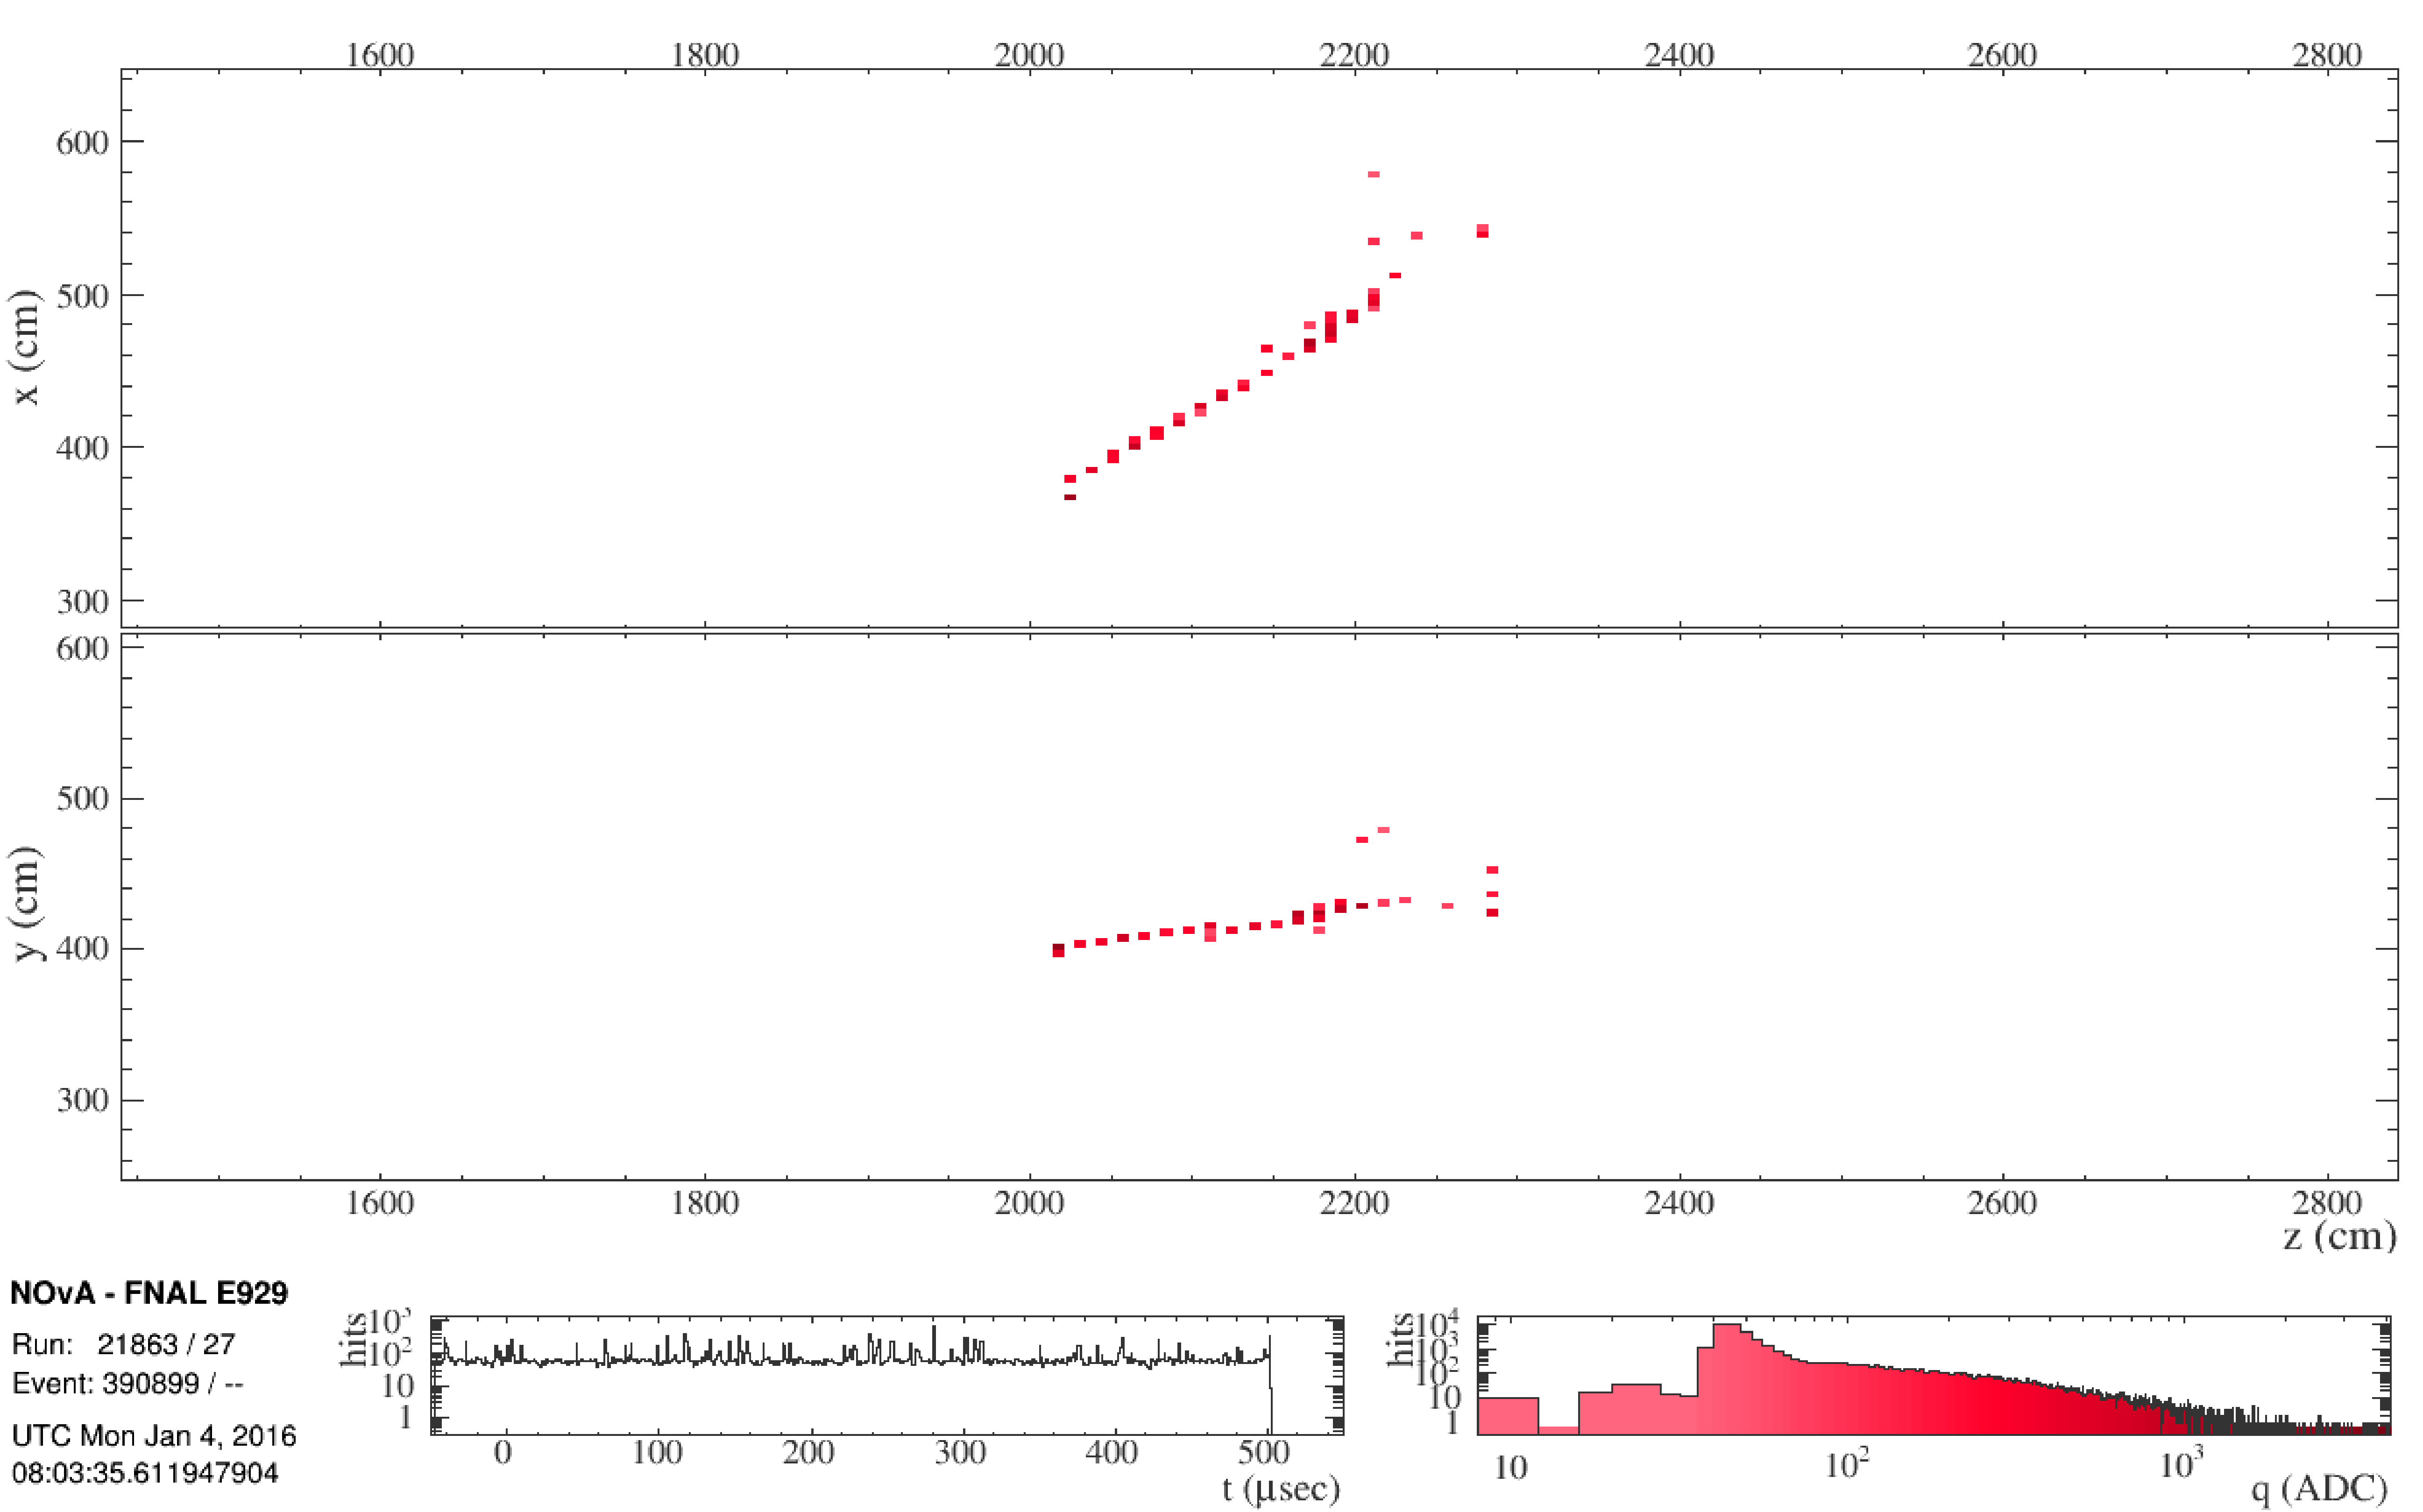 1600 1800 2000 2200 2400 2600 2800
600
500
400
300
x (cm)
600
500
400
300
y (cm)
1600 1800 2000 2200 2400 2600 2800
z (cm)
NOvA - FNAL E929
Run: 21863 / 27
Event: 390899 / --
UTC Mon Jan 4, 2016
08:03:35.611947904
hits
10³
10²
10
1
0 100 200 300 400 500
t (μsec)
hits
10⁴
10³
10²
10
1
10 10² 10³
q (ADC)